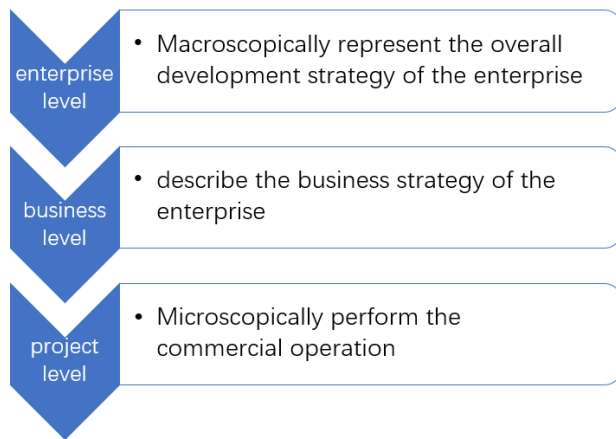 enterprise
level
• Macroscopically represent the overall
development strategy of the enterprise
business
level
• describe the business strategy of the
enterprise
project
level
• Microscopically perform the
commercial operation